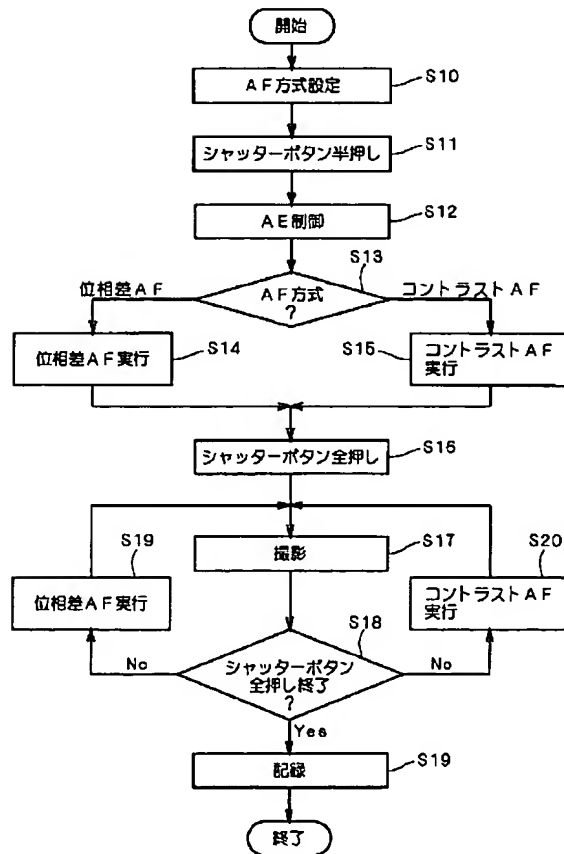 開始
AF方式設定
S10
シャッターボタン半押し
S11
AE制御
S12
S13
位相差AF
AF方式
?
コントラストAF
位相差AF実行
S14
S15
コントラストAF
実行
シャッターボタン全押し
S16
S19
撮影
S17
S20
位相差AF実行
コントラストAF
実行
S18
No
シャッターボタン
全押し終了
?
No
Yes
記録
S19
終了